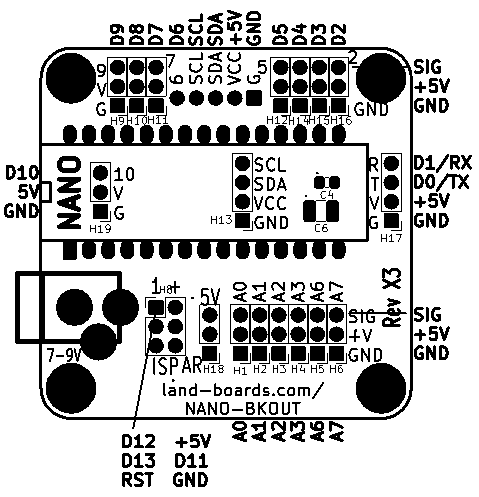 D9 D8 D7 D6 SCL SDA +5V GND D5 D4 D3 D2
9 7 6 SCL SDA VCC G 5 2 SIG
V +5V
G GND GND
H9 H10 H11 H12 H14 H15 H16
D10 NANO 10 SCL R D1/RX
5V V SDA C4 T D0/TX
GND G VCC V +5V
H19 H13 GND C6 G GND
H17
1 H8 + 5V A0 A1 A2 A3 A6 A7 Rev X3
SIG SIG
+V +5V
7-9V GND GND
ISP AR H18 H1 H2 H3 H4 H5 H6
land-boards.com/
NANO-BKOUT
D12 +5V A0 A1 A2 A3 A6 A7
D13 D11
RST GND